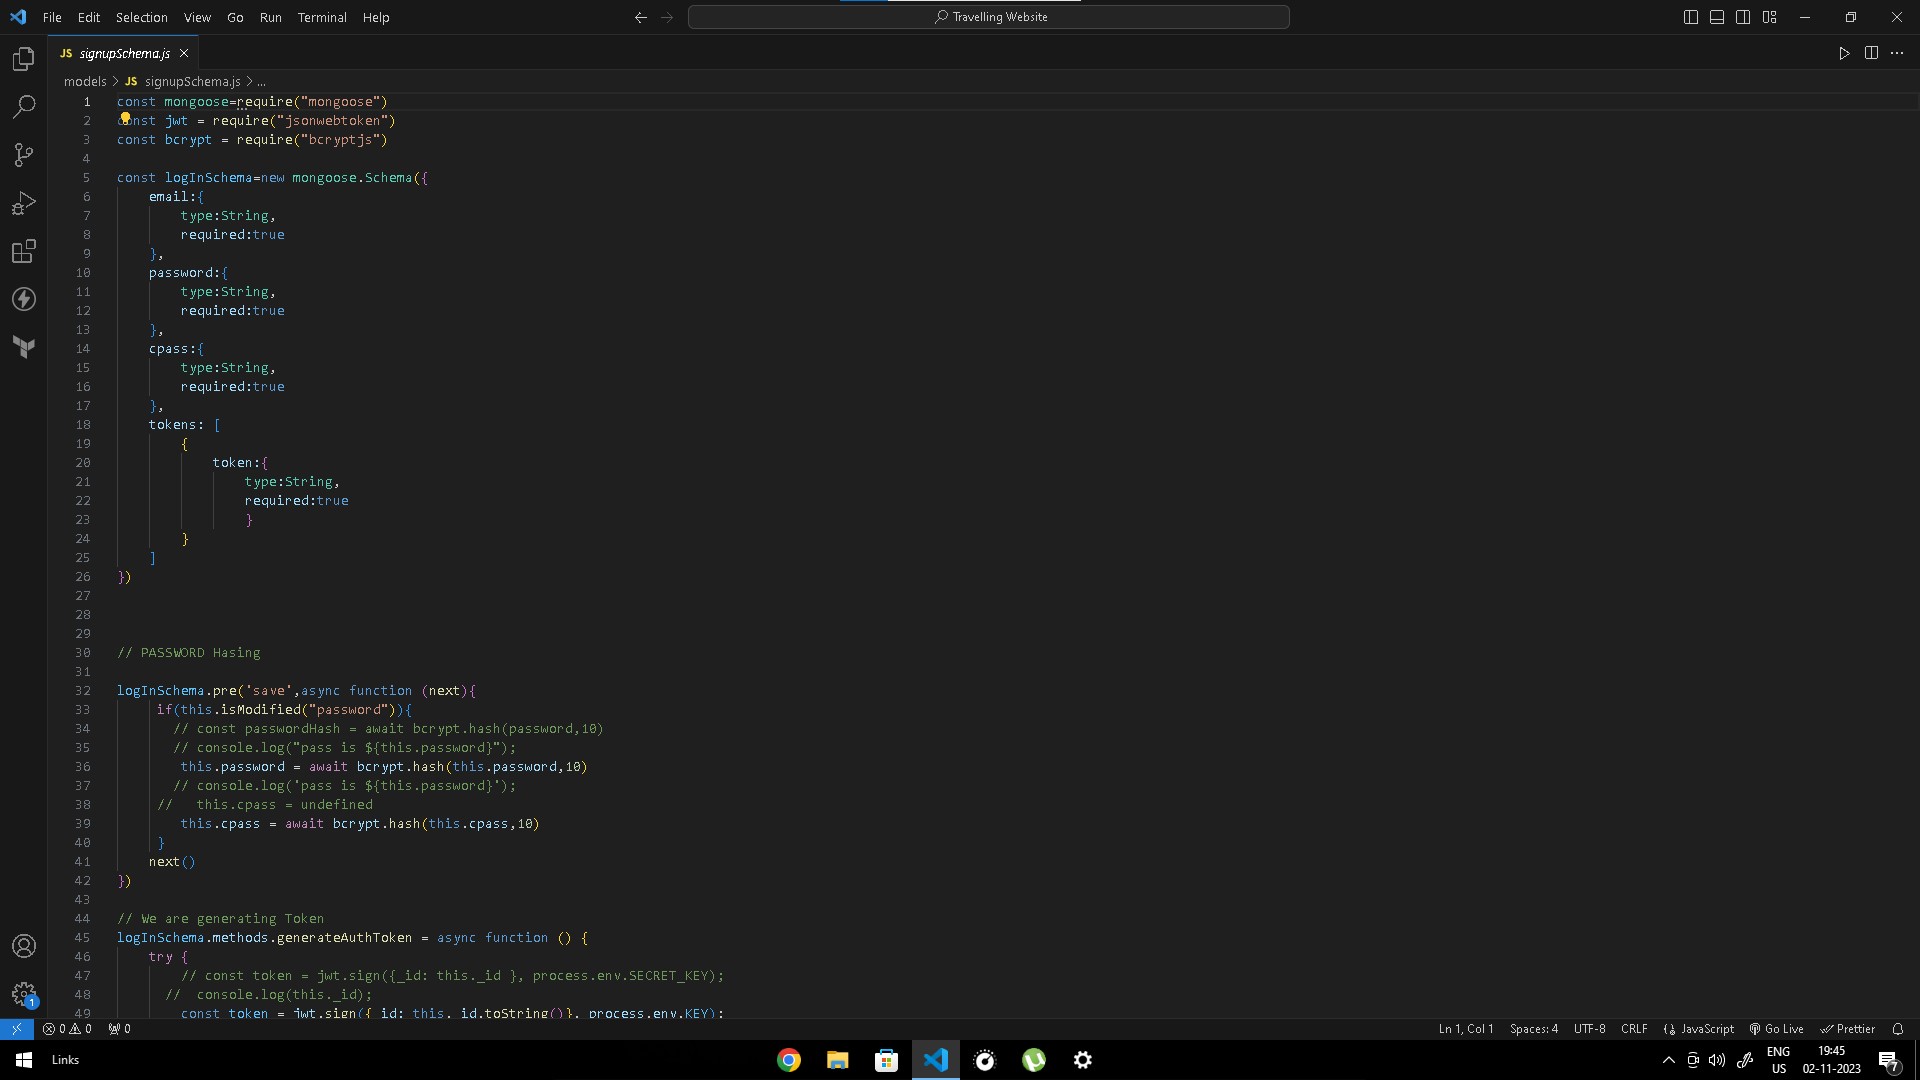 File Edit Selection View Go Run Terminal Help
Travelling Website
JS signupSchema.js
models > JS signupSchema.js > ...
1 const mongoose=require("mongoose")
2 const jwt = require("jsonwebtoken")
3 const bcrypt = require("bcryptjs")
4
5 const logInSchema=new mongoose.Schema({
6     email:{
7         type:String,
8         required:true
9     },
10     password:{
11         type:String,
12         required:true
13     },
14     cpass:{
15         type:String,
16         required:true
17     },
18     tokens: [
19         {
20             token:{
21                 type:String,
22                 required:true
23                 }
24         }
25     ]
26 })
27
28
29
30 // PASSWORD Hasing
31
32 logInSchema.pre('save',async function (next){
33      if(this.isModified("password")){
34        // const passwordHash = await bcrypt.hash(password,10)
35        // console.log("pass is ${this.password}");
36         this.password = await bcrypt.hash(this.password,10)
37        // console.log('pass is ${this.password}');
38      //   this.cpass = undefined
39         this.cpass = await bcrypt.hash(this.cpass,10)
40      }
41     next()
42 })
43
44 // We are generating Token
45 logInSchema.methods.generateAuthToken = async function () {
46     try {
47         // const token = jwt.sign({_id: this._id }, process.env.SECRET_KEY);
48       //  console.log(this._id);
49         const token = jwt.sign({_id: this._id.toString()}, process.env.KEY);
1
0 0 0
Ln 1, Col 1 Spaces: 4 UTF-8 CRLF JavaScript Go Live Prettier
Links
ENG
US
19:45
02-11-2023
7